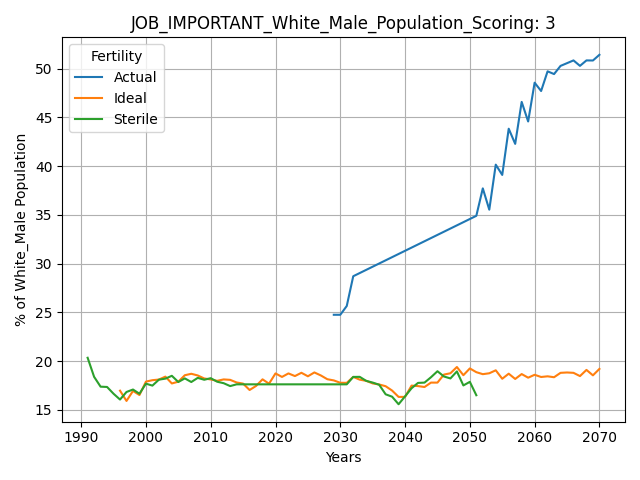 JOB_IMPORTANT_White_Male_Population_Scoring: 3
Fertility
Actual
Ideal
Sterile
% of White_Male Population
50
45
40
35
30
25
20
15
1990 2000 2010 2020 2030 2040 2050 2060 2070
Years